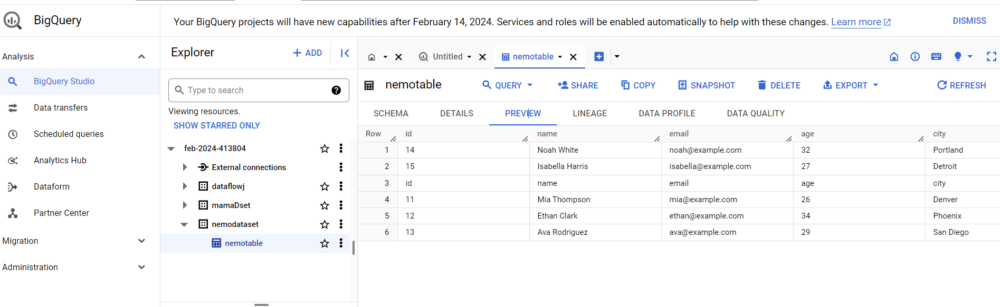 BigQuery
Your BigQuery projects will have new capabilities after February 14, 2024. Services and roles will be enabled automatically to help with these changes. Learn more
DISMISS
Analysis
BigQuery Studio
Data transfers
Scheduled queries
Analytics Hub
Dataform
Partner Center
Migration
Administration
Explorer
+ ADD
Type to search
Viewing resources.
SHOW STARRED ONLY
feb-2024-413804
External connections
dataflowj
mamaDset
nemodataset
nemotable
Untitled
nemotable
nemotable
QUERY SHARE COPY SNAPSHOT DELETE EXPORT REFRESH
SCHEMA DETAILS PREVIEW LINEAGE DATA PROFILE DATA QUALITY
Row id name email age city
1 14 Noah White noah@example.com 32 Portland
2 15 Isabella Harris isabella@example.com 27 Detroit
3 id name email age city
4 11 Mia Thompson mia@example.com 26 Denver
5 12 Ethan Clark ethan@example.com 34 Phoenix
6 13 Ava Rodriguez ava@example.com 29 San Diego